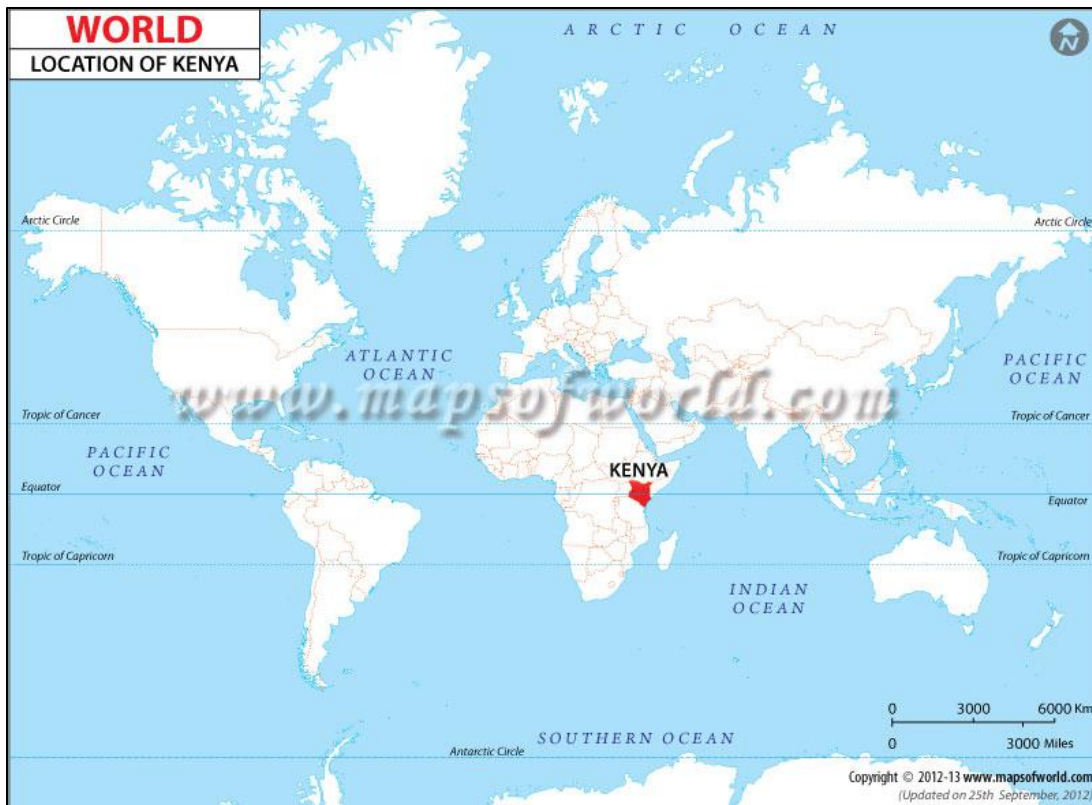 WORLD
LOCATION OF KENYA
ARCTIC OCEAN
N
Arctic Circle
Arctic Circle
ATLANTIC
OCEAN
PACIFIC
OCEAN
www.mapsofworld.com
Tropic of Cancer
Tropic of Cancer
PACIFIC
OCEAN
KENYA
Equator
Equator
Tropic of Capricorn
Tropic of Capricorn
INDIAN
OCEAN
0 3000 6000 Km
0 3000 Miles
SOUTHERN OCEAN
Antarctic Circle
Copyright © 2012-13 www.mapsofworld.com
(Updated on 25th September, 2012)